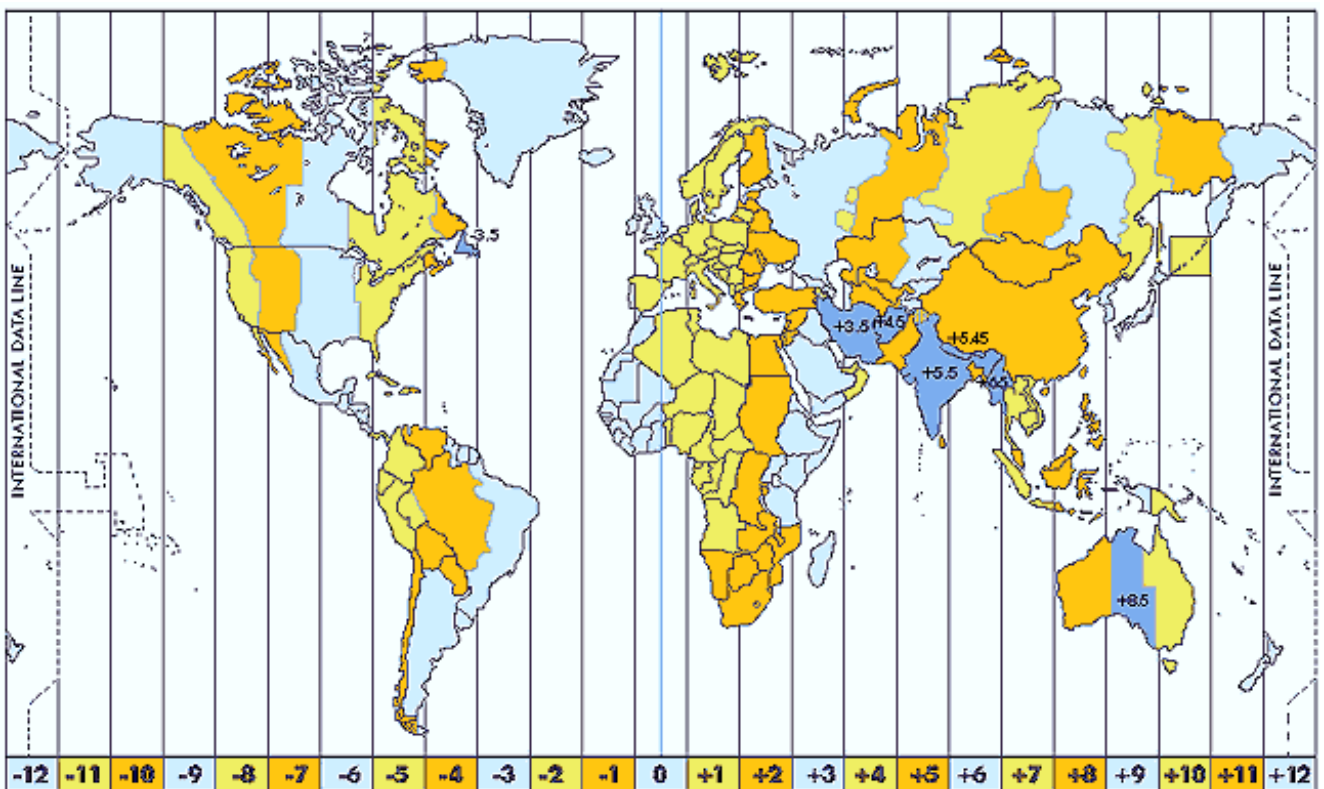 -3.5
+3.5
+4.5
+5.45
+5.5
+6.5
INTERNATIONAL DATA LINE
INTERNATIONAL DATA LINE
+8.5
-12 -11 -10 -9 -8 -7 -6 -5 -4 -3 -2 -1 0 +1 +2 +3 +4 +5 +6 +7 +8 +9 +10 +11 +12